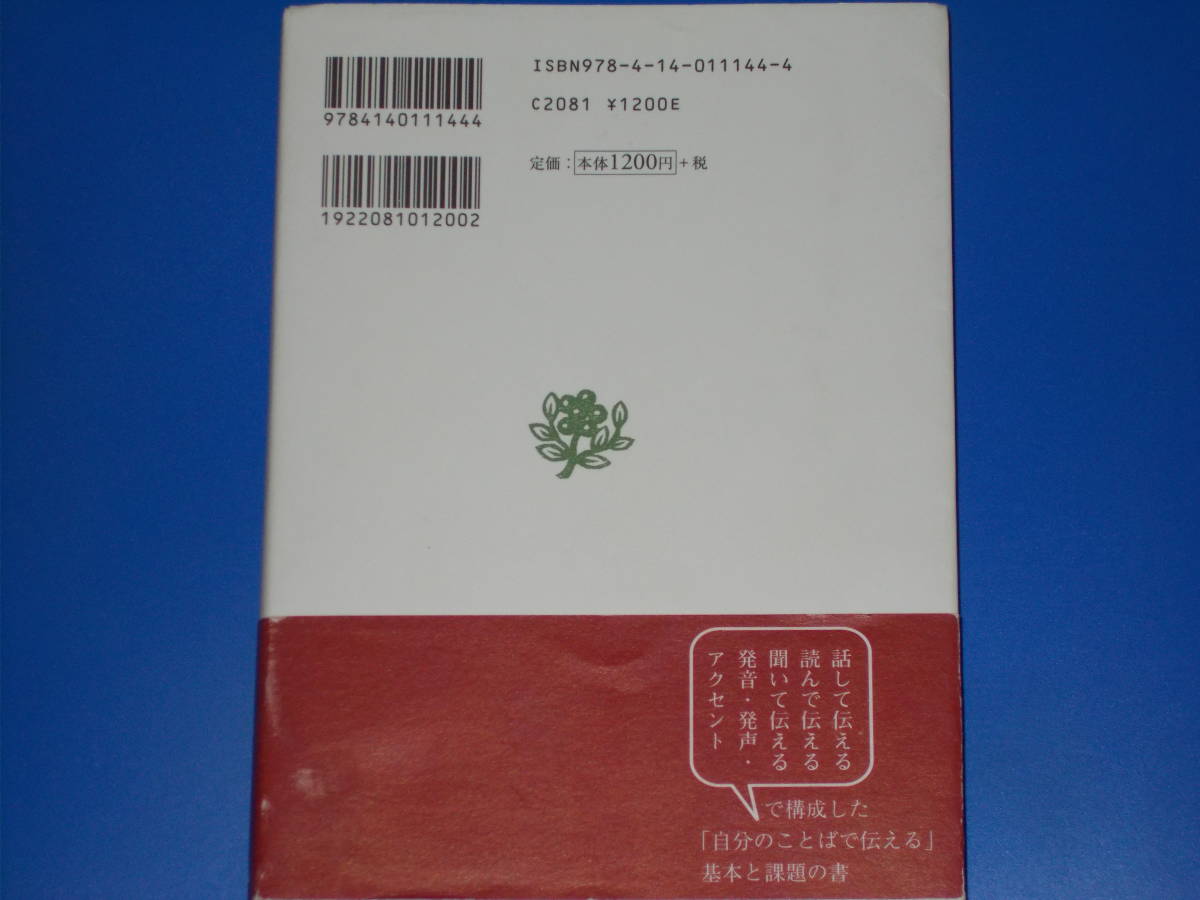 ISBN978-4-14-011144-4
C2081 ¥1200E
定価：本体1200円＋税
9784140111444
1922081012002
話して伝える
読んで伝える
聞いて伝える
発音・発声・
アクセント
で構成した
「自分のことばで伝える」
基本と課題の書